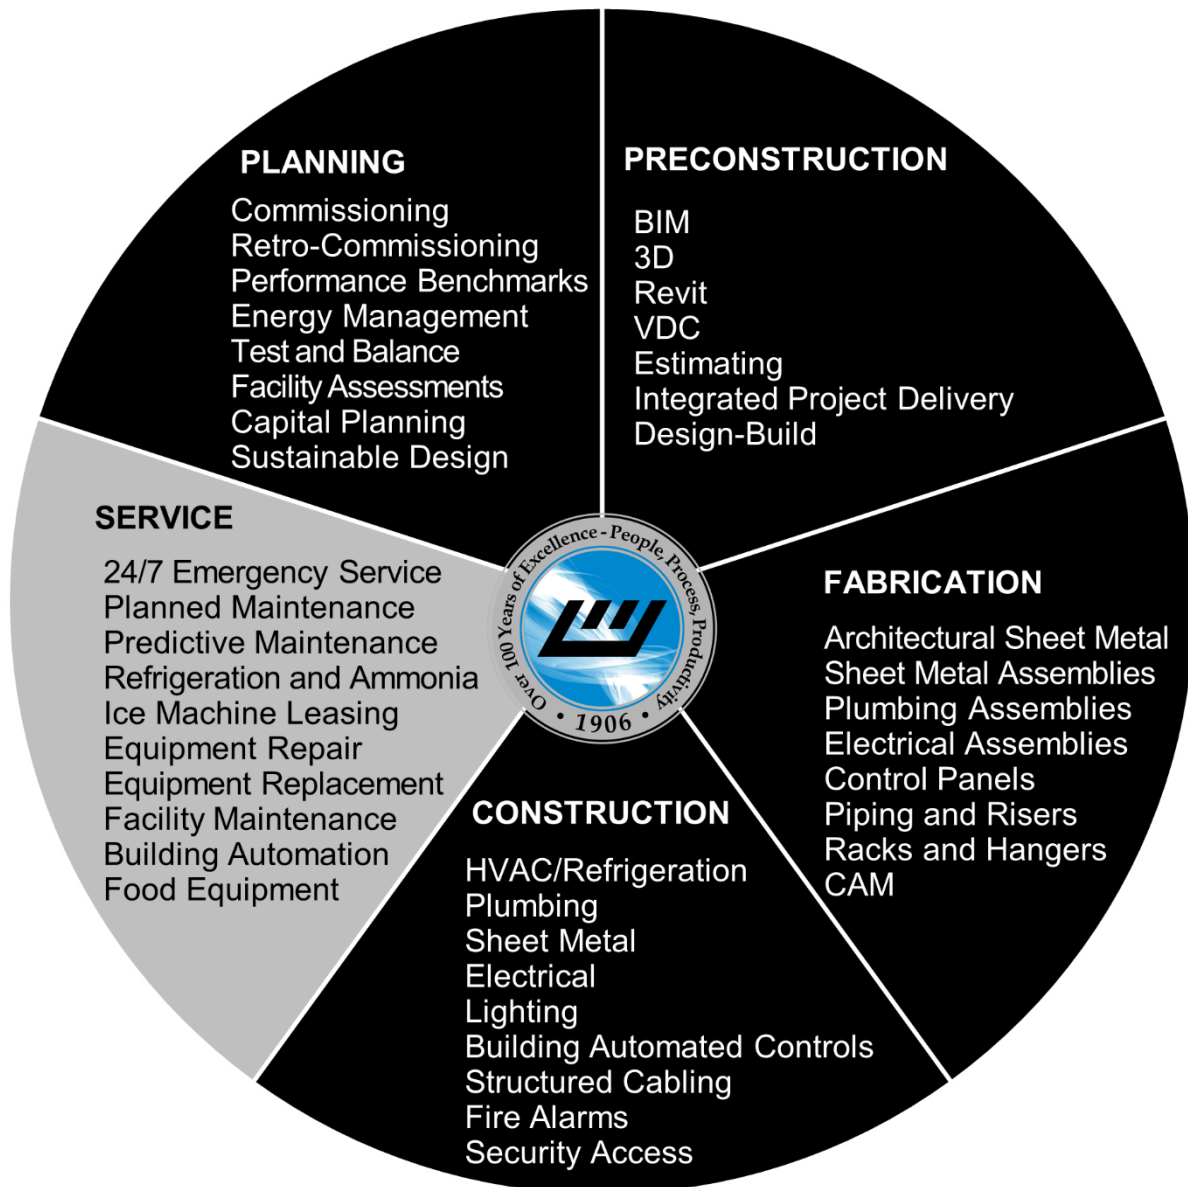 PLANNING
Commissioning
Retro-Commissioning
Performance Benchmarks
Energy Management
Test and Balance
Facility Assessments
Capital Planning
Sustainable Design
PRECONSTRUCTION
BIM
3D
Revit
VDC
Estimating
Integrated Project Delivery
Design-Build
FABRICATION
Architectural Sheet Metal
Sheet Metal Assemblies
Plumbing Assemblies
Electrical Assemblies
Control Panels
Piping and Risers
Racks and Hangers
CAM
CONSTRUCTION
HVAC/Refrigeration
Plumbing
Sheet Metal
Electrical
Lighting
Building Automated Controls
Structured Cabling
Fire Alarms
Security Access
SERVICE
24/7 Emergency Service
Planned Maintenance
Predictive Maintenance
Refrigeration and Ammonia
Ice Machine Leasing
Equipment Repair
Equipment Replacement
Facility Maintenance
Building Automation
Food Equipment
Over 100 Years of Excellence - People, Process, Productivity
• 1906 •